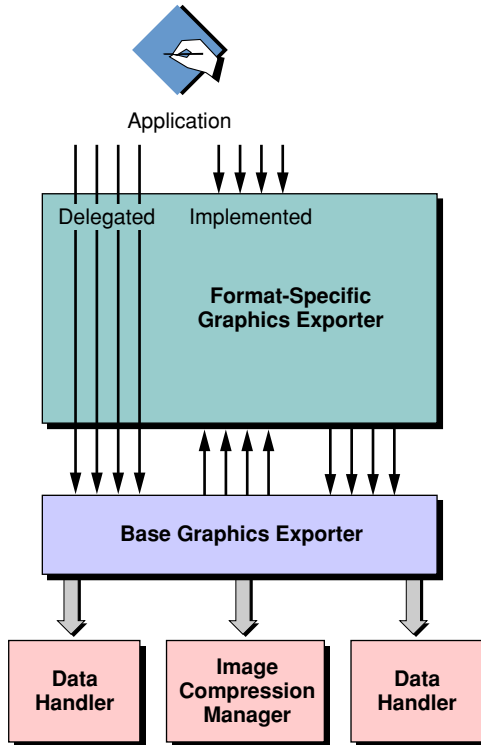 Application
Delegated
Implemented
Format-Specific
Graphics Exporter
Base Graphics Exporter
Data
Handler
Image
Compression
Manager
Data
Handler